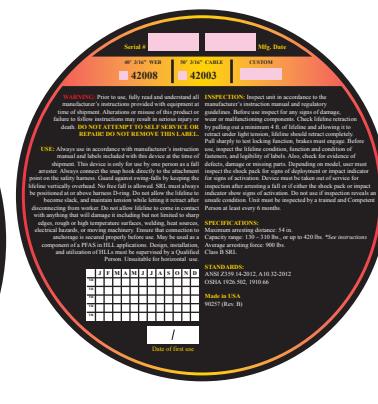 Serial #
Mfg. Date
40' 3/16" WEB
50' 3/16" CABLE
CUSTOM
42008
42003
WARNING: Prior to use, fully read and understand all
manufacturer's instructions provided with equipment at
time of shipment. Alterations or misuse of this product or
failure to follow instructions may result in serious injury or
death. DO NOT ATTEMPT TO SELF SERVICE OR
REPAIR! DO NOT REMOVE THIS LABEL.
USE: Always use in accordance with manufacturer's instruction
manual and labels included with this device at the time of
shipment. This device is only for use by one person as a fall
arrester. Always connect the snap hook directly to the attachment
point on the safety harness. Guard against swing-falls by keeping the
lifeline vertically overhead. No free fall is allowed. SRL must always
be positioned at or above harness D-ring. Do not allow the lifeline to
become slack, and maintain tension while letting it retract after
disconnecting from worker. Do not allow lifeline to come in contact
with anything that will damage it including but not limited to sharp
edges, rough or high temperature surfaces, welding, heat sources,
electrical hazards, or moving machinery. Ensure connection to
anchorage is secured properly before use. May be used as a
component of a PFAS in HLL applications. Design, installation,
and utilization of HLLs must be supervised by a Qualified
Person. Unsuitable for horizontal use.
J F M A M J J A S O N D
/
Date of first use
INSPECTION: Inspect unit in accordance to the
manufacturer's instruction manual and regulatory
guidelines. Before use inspect for any signs of damage,
wear or malfunctioning components. Check lifeline retraction
by pulling out a minimum 4 ft. of lifeline and allowing it to
retract under light tension, lifeline should retract completely.
Pull sharply to test locking function, brakes must engage. Before
use, inspect the lifeline condition, function and condition of
fasteners, and legibility of labels. Also, check for evidence of
defects, damage or missing parts. Depending on model, user must
inspect the shock pack for signs of deployment or impact indicator
for signs of activation. Device must be taken out of service for
inspection after arresting a fall or if either the shock pack or impact
indicator show signs of activation. Do not use if inspection reveals an
unsafe condition. Unit must be inspected by a trained and Competent
Person at least every 6 months.
SPECIFICATIONS:
Maximum arresting distance: 54 in.
Capacity range: 130 – 310 lbs., or up to 420 lbs. *See instructions
Average arresting force: 900 lbs.
Class B SRL
STANDARDS:
ANSI Z359.14-2012, A10.32-2012
OSHA 1926.502, 1910.66
Made in USA
90257 (Rev. B)